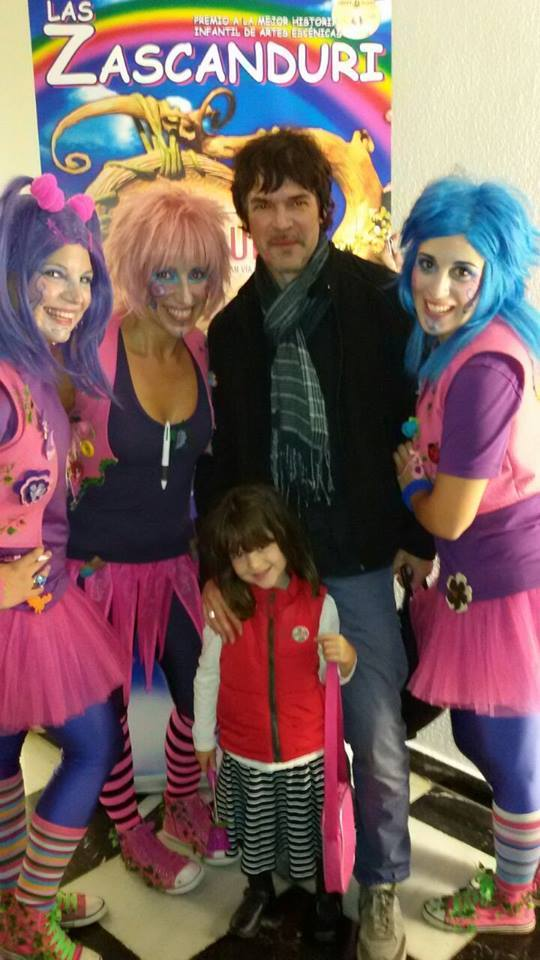 LAS
ZASCANDURI
PREMIO A LA MEJOR HISTORIA
INFANTIL DE ARTES ESCÉNICAS